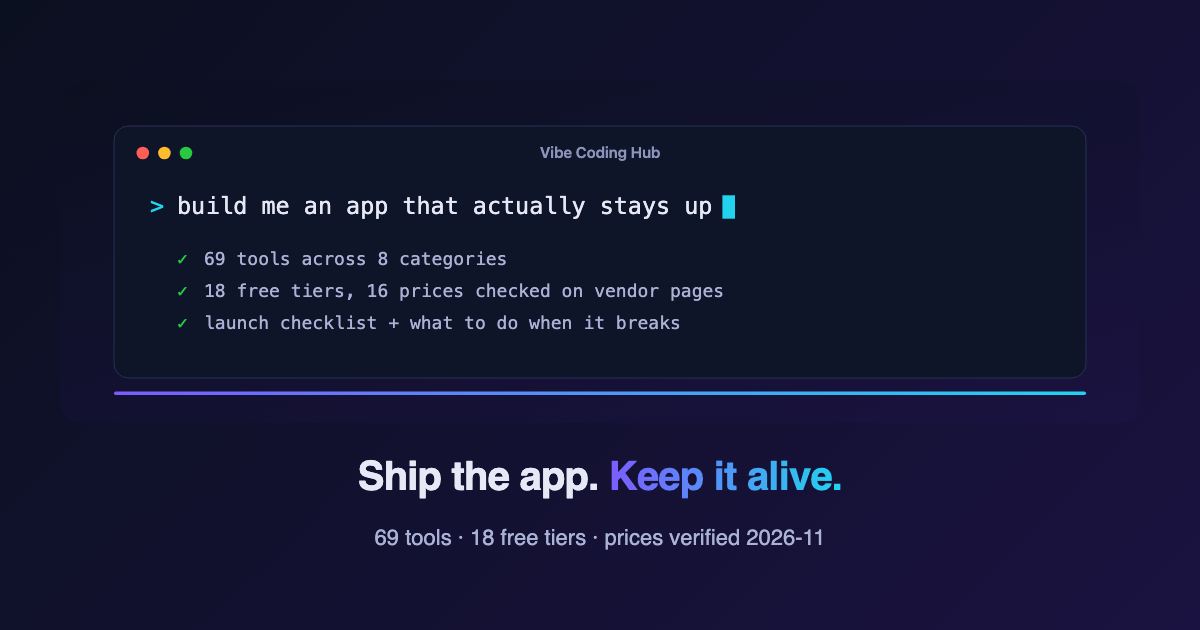 Vibe Coding Hub
> build me an app that actually stays up
✓ 69 tools across 8 categories
✓ 18 free tiers, 16 prices checked on vendor pages
✓ launch checklist + what to do when it breaks
Ship the app. Keep it alive.
69 tools · 18 free tiers · prices verified 2026-11